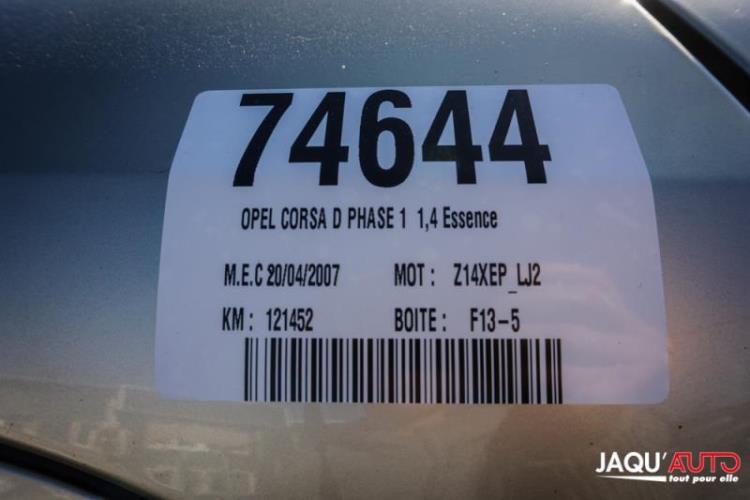 74644
OPEL CORSA D PHASE 1 1,4 Essence
M.E.C 20/04/2007 MOT : Z14XEP_LJ2
KM : 121452 BOITE : F13-5
JAQU'AUTO
tout pour elle